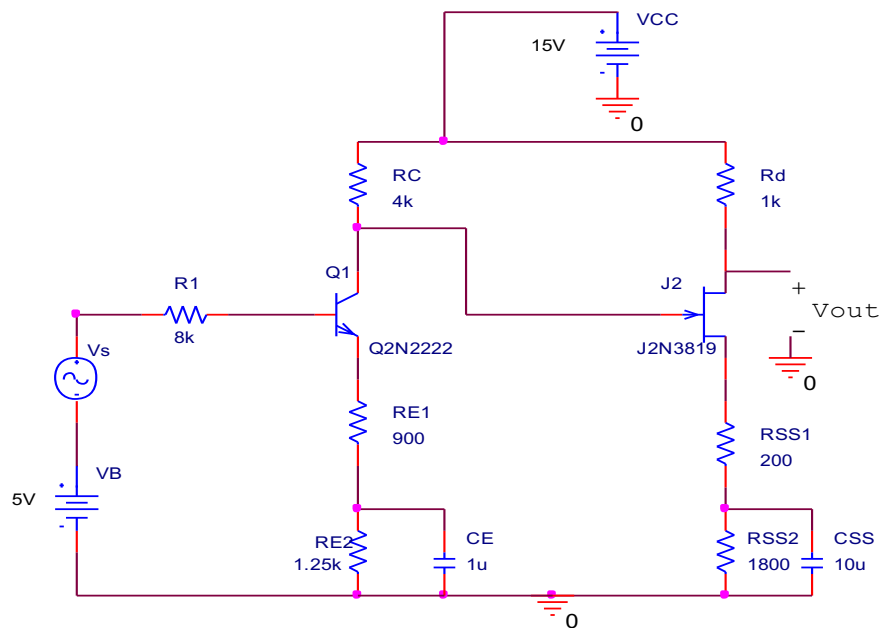 VCC
+
15V
-
0
RC
4k
Rd
1k
Q1
R1
8k
J2
+
Vout
-
Q2N2222
J2N3819
0
Vs
+
-
RE1
900
RSS1
200
VB
+
5V
-
RE2
1.25k
CE
1u
RSS2
1800
CSS
10u
0